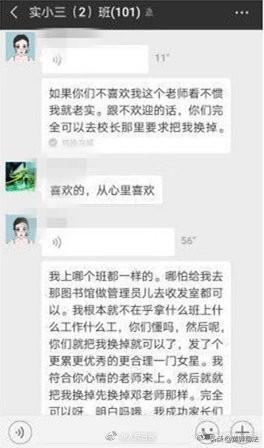 实小三（2）班(101)
11"
如果你们不喜欢我这个老师看不惯
我就老实。跟不欢迎的话，你们完
全可以去校长那里要求把我换掉。
转换完成
喜欢的，从心里喜欢
56"
我上哪个班都一样的。哪怕给我去
那图书馆做管理员儿去收发室都可
以。我根本就不在乎拿什么班上什
么工作什么工，你们懂吗，然后呢，
你们就把我换掉就可以了，发了个
更累更优秀的更合理一门女星。我
符合你心情的老师来上。然后就就
把我换掉先换掉邓老师那样。完全
可以呀。明白吗哦。我成功家长们